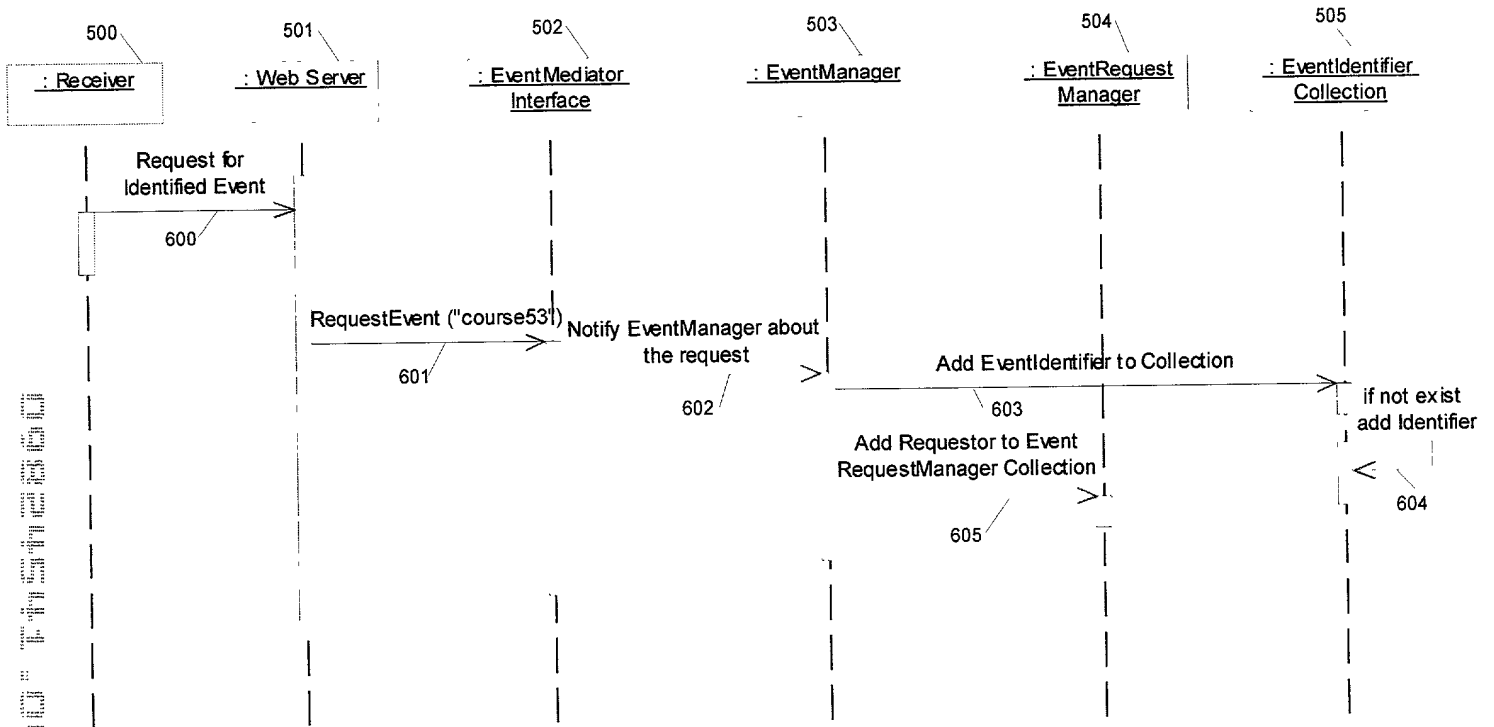 500
501
502
503
504
505
: Receiver
: Web Server
: EventMediator
Interface
: EventManager
: EventRequest
Manager
: EventIdentifier
Collection
Request for
Identified Event
600
RequestEvent ("course53")
601
Notify EventManager about
the request
602
Add EventIdentifier to Collection
603
if not exist
add Identifier
604
Add Requestor to Event
RequestManager Collection
605